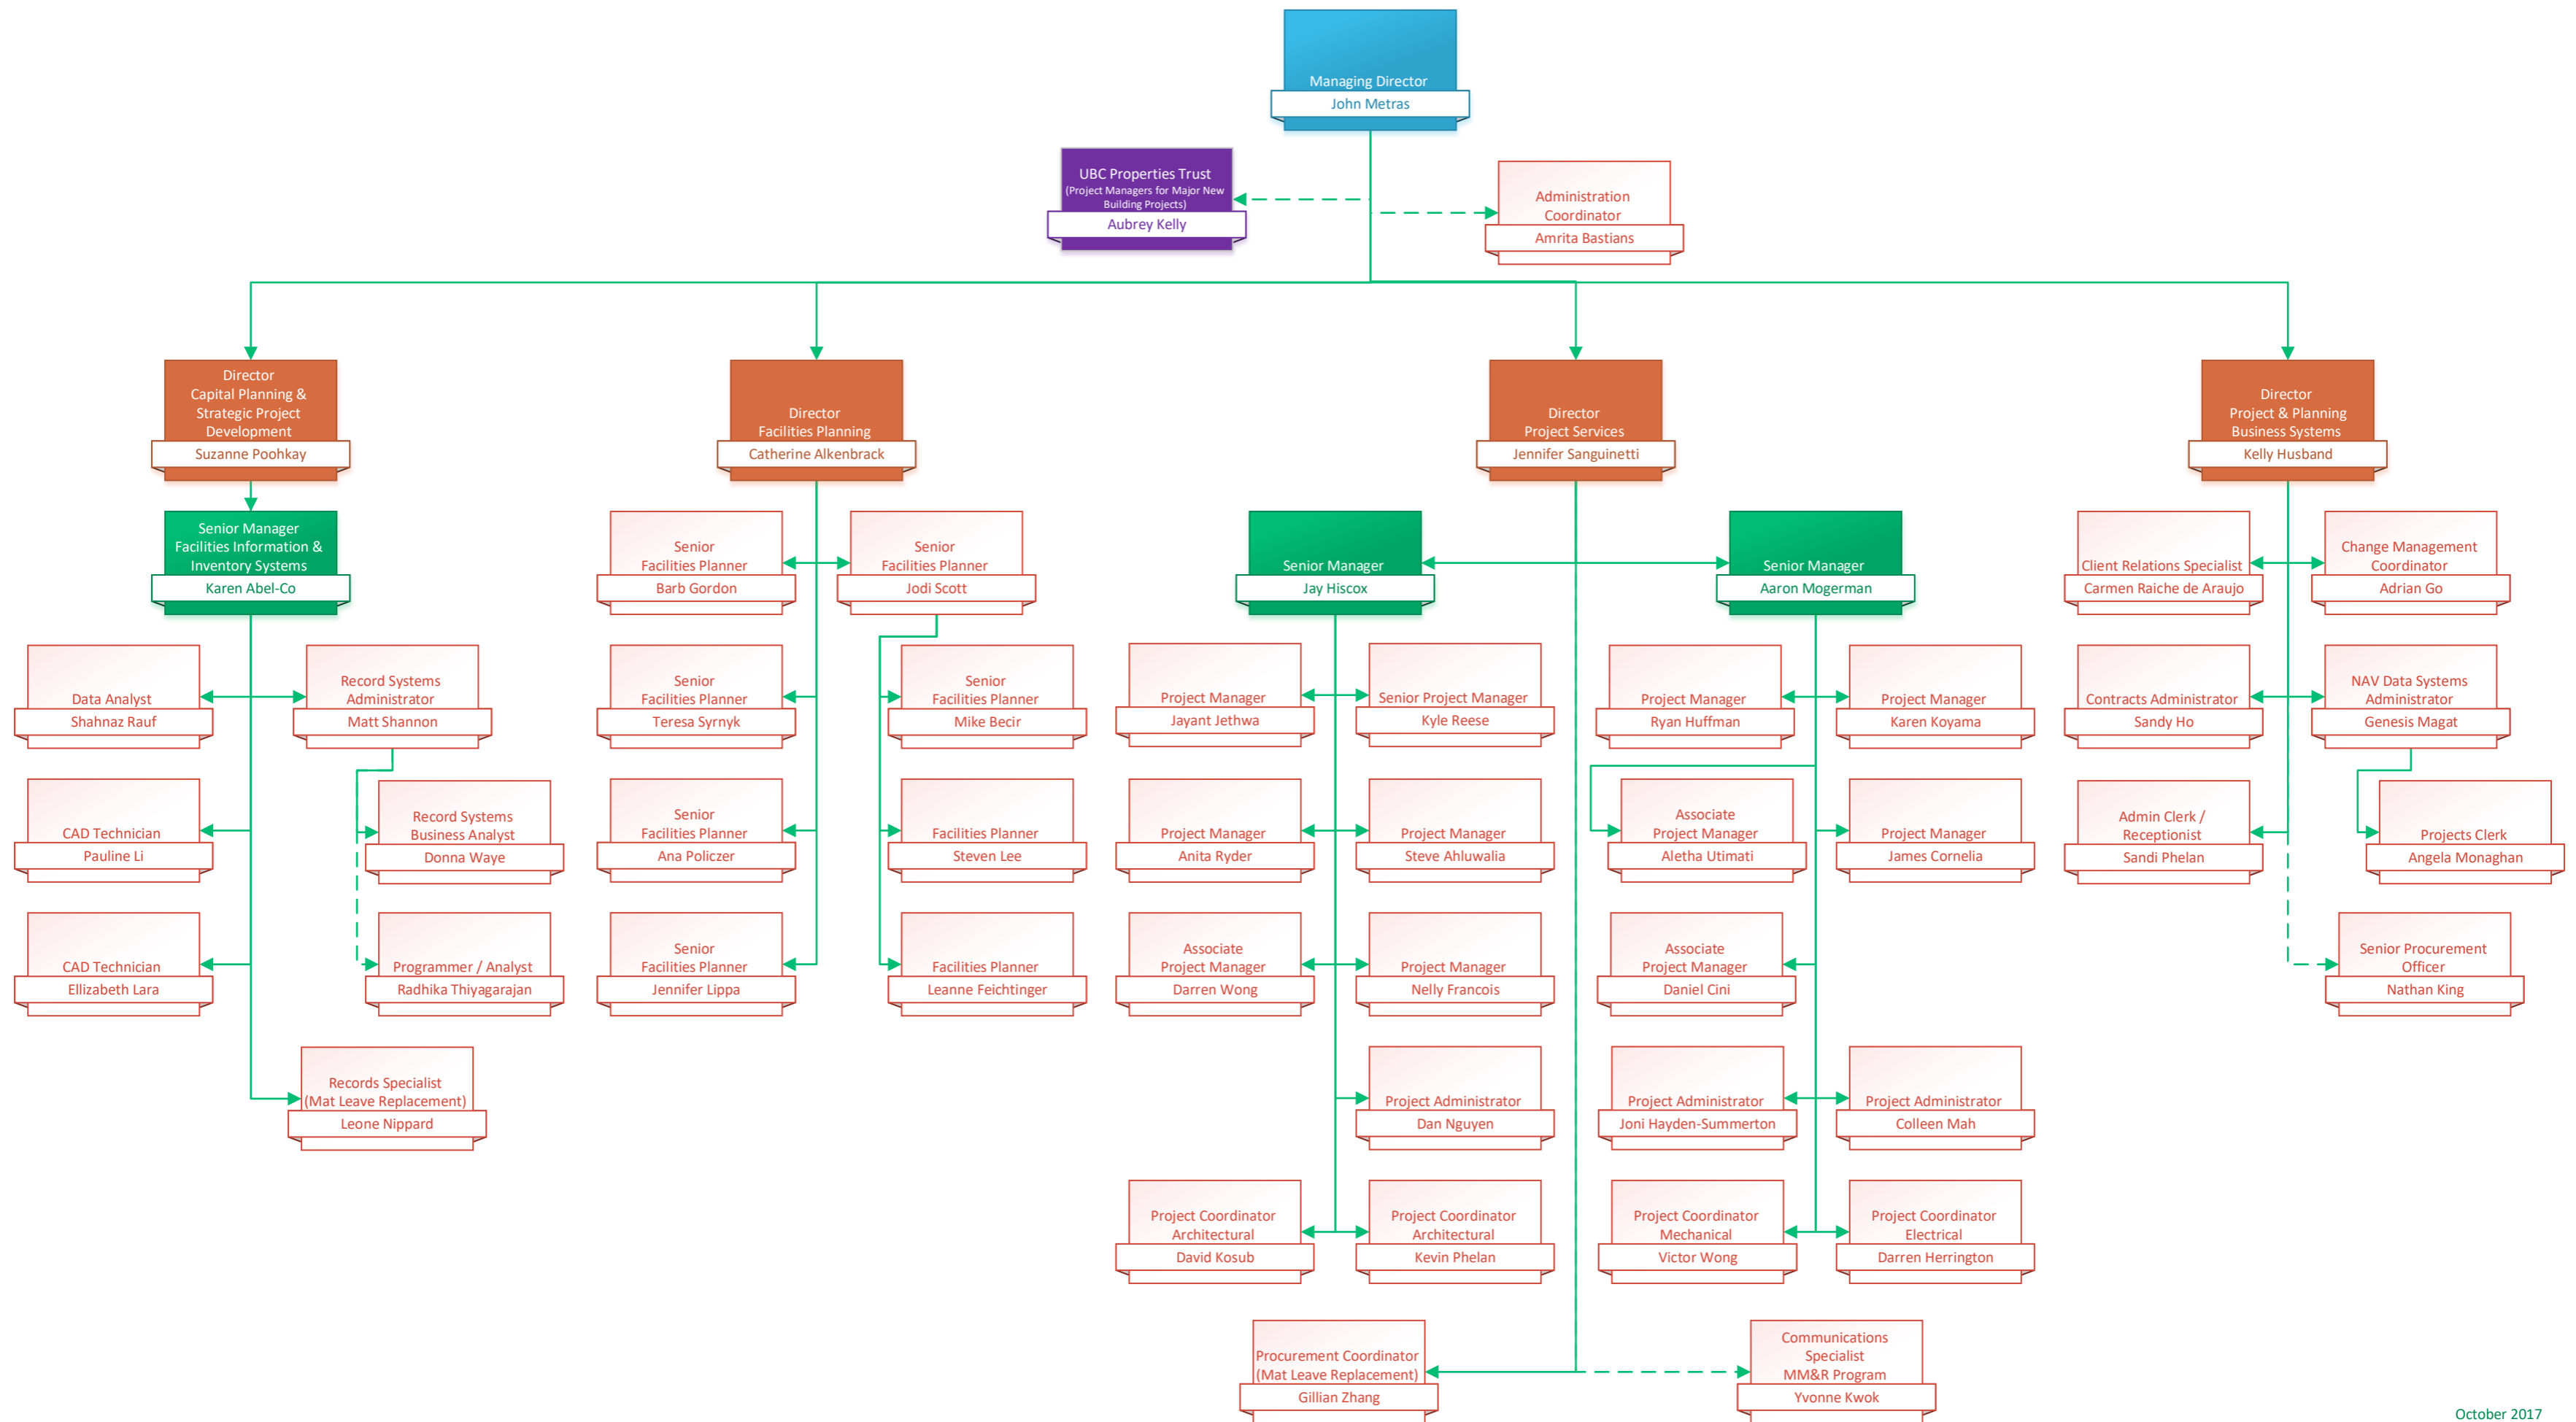 Managing Director
John Metras
UBC Properties Trust
(Project Managers for Major New
Building Projects)
Aubrey Kelly
Administration
Coordinator
Amrita Bastians
Director
Capital Planning &
Strategic Project
Development
Suzanne Poohkay
Director
Facilities Planning
Catherine Alkenbrack
Director
Project Services
Jennifer Sanguinetti
Director
Project & Planning
Business Systems
Kelly Husband
Senior Manager
Facilities Information &
Inventory Systems
Karen Abel-Co
Senior
Facilities Planner
Barb Gordon
Senior
Facilities Planner
Jodi Scott
Senior Manager
Jay Hiscox
Senior Manager
Aaron Mogerman
Client Relations Specialist
Carmen Raiche de Araujo
Change Management
Coordinator
Adrian Go
Data Analyst
Shahnaz Rauf
Record Systems
Administrator
Matt Shannon
Senior
Facilities Planner
Teresa Syrnyk
Senior
Facilities Planner
Mike Becir
Project Manager
Jayant Jethwa
Senior Project Manager
Kyle Reese
Project Manager
Ryan Huffman
Project Manager
Karen Koyama
Contracts Administrator
Sandy Ho
NAV Data Systems
Administrator
Genesis Magat
CAD Technician
Pauline Li
Record Systems
Business Analyst
Donna Waye
Senior
Facilities Planner
Ana Policzer
Facilities Planner
Steven Lee
Project Manager
Anita Ryder
Project Manager
Steve Ahluwalia
Associate
Project Manager
Aletha Utimati
Project Manager
James Cornelia
Admin Clerk /
Receptionist
Sandi Phelan
Projects Clerk
Angela Monaghan
CAD Technician
Ellizabeth Lara
Programmer / Analyst
Radhika Thiyagarajan
Senior
Facilities Planner
Jennifer Lippa
Facilities Planner
Leanne Feichtinger
Associate
Project Manager
Darren Wong
Project Manager
Nelly Francois
Associate
Project Manager
Daniel Cini
Senior Procurement
Officer
Nathan King
Records Specialist
(Mat Leave Replacement)
Leone Nippard
Project Administrator
Dan Nguyen
Project Administrator
Joni Hayden-Summerton
Project Administrator
Colleen Mah
Project Coordinator
Architectural
David Kosub
Project Coordinator
Architectural
Kevin Phelan
Project Coordinator
Mechanical
Victor Wong
Project Coordinator
Electrical
Darren Herrington
Procurement Coordinator
(Mat Leave Replacement)
Gillian Zhang
Communications
Specialist
MM&R Program
Yvonne Kwok
October 2017